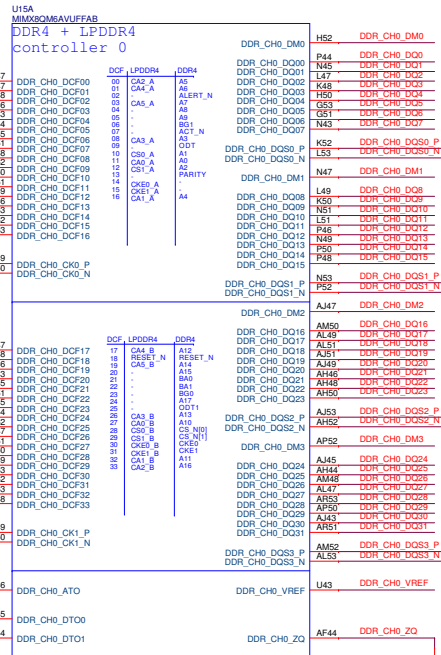 U15A
MIMX8QM6AVUFFAB
DDR4 + LPDDR4
controller 0
DCF LPDDR4 DDR4
00 CA2_A A5
01 CA4_A A6
02 - ALERT_N
03 CA5_A A7
04 - A8
05 - A9
06 - BG1
07 - ACT_N
08 CA3_A A3
09 - ODT
10 CS0_A A1
11 CA0_A A0
12 CS1_A A2
13 - PARITY
14 CKE0_A -
15 CKE1_A -
16 CA1_A A4
DDR_CH0_DCF00
DDR_CH0_DCF01
DDR_CH0_DCF02
DDR_CH0_DCF03
DDR_CH0_DCF04
DDR_CH0_DCF05
DDR_CH0_DCF06
DDR_CH0_DCF07
DDR_CH0_DCF08
DDR_CH0_DCF09
DDR_CH0_DCF10
DDR_CH0_DCF11
DDR_CH0_DCF12
DDR_CH0_DCF13
DDR_CH0_DCF14
DDR_CH0_DCF15
DDR_CH0_DCF16
DDR_CH0_CK0_P
DDR_CH0_CK0_N
DDR_CH0_DM0 H52 DDR_CH0_DM0
DDR_CH0_DQ00 P44 DDR_CH0_DQ0
DDR_CH0_DQ01 N45 DDR_CH0_DQ1
DDR_CH0_DQ02 L47 DDR_CH0_DQ2
DDR_CH0_DQ03 K48 DDR_CH0_DQ3
DDR_CH0_DQ04 H50 DDR_CH0_DQ4
DDR_CH0_DQ05 G53 DDR_CH0_DQ5
DDR_CH0_DQ06 G51 DDR_CH0_DQ6
DDR_CH0_DQ07 N43 DDR_CH0_DQ7
DDR_CH0_DQS0_P K52 DDR_CH0_DQS0_P
DDR_CH0_DQS0_N L53 DDR_CH0_DQS0_N
DDR_CH0_DM1 N47 DDR_CH0_DM1
DDR_CH0_DQ08 L49 DDR_CH0_DQ8
DDR_CH0_DQ09 K50 DDR_CH0_DQ9
DDR_CH0_DQ10 N51 DDR_CH0_DQ10
DDR_CH0_DQ11 L51 DDR_CH0_DQ11
DDR_CH0_DQ12 P46 DDR_CH0_DQ12
DDR_CH0_DQ13 N49 DDR_CH0_DQ13
DDR_CH0_DQ14 P50 DDR_CH0_DQ14
DDR_CH0_DQ15 P48 DDR_CH0_DQ15
DDR_CH0_DQS1_P N53 DDR_CH0_DQS1_P
DDR_CH0_DQS1_N P52 DDR_CH0_DQS1_N
DCF LPDDR4 DDR4
17 CA4_B A12
18 RESET_N RESET_N
19 CA5_B A14
20 - A15
21 - BA0
22 - BA1
23 - BG0
24 - A17
25 - ODT1
26 CA3_B A13
27 CA0_B A10
28 CS0_B CS_N[0]
29 CS1_B CS_N[1]
30 CKE0_B CKE0
31 CKE1_B CKE1
32 CA1_B A11
33 CA2_B A16
DDR_CH0_DCF17
DDR_CH0_DCF18
DDR_CH0_DCF19
DDR_CH0_DCF20
DDR_CH0_DCF21
DDR_CH0_DCF22
DDR_CH0_DCF23
DDR_CH0_DCF24
DDR_CH0_DCF25
DDR_CH0_DCF26
DDR_CH0_DCF27
DDR_CH0_DCF28
DDR_CH0_DCF29
DDR_CH0_DCF30
DDR_CH0_DCF31
DDR_CH0_DCF32
DDR_CH0_DCF33
DDR_CH0_CK1_P
DDR_CH0_CK1_N
DDR_CH0_DM2 AJ47 DDR_CH0_DM2
DDR_CH0_DQ16 AM50 DDR_CH0_DQ16
DDR_CH0_DQ17 AL49 DDR_CH0_DQ17
DDR_CH0_DQ18 AL51 DDR_CH0_DQ18
DDR_CH0_DQ19 AJ51 DDR_CH0_DQ19
DDR_CH0_DQ20 AJ49 DDR_CH0_DQ20
DDR_CH0_DQ21 AH46 DDR_CH0_DQ21
DDR_CH0_DQ22 AH48 DDR_CH0_DQ22
DDR_CH0_DQ23 AH50 DDR_CH0_DQ23
DDR_CH0_DQS2_P AJ53 DDR_CH0_DQS2_P
DDR_CH0_DQS2_N AH52 DDR_CH0_DQS2_N
DDR_CH0_DM3 AP52 DDR_CH0_DM3
DDR_CH0_DQ24 AJ45 DDR_CH0_DQ24
DDR_CH0_DQ25 AH44 DDR_CH0_DQ25
DDR_CH0_DQ26 AM48 DDR_CH0_DQ26
DDR_CH0_DQ27 AL47 DDR_CH0_DQ27
DDR_CH0_DQ28 AR53 DDR_CH0_DQ28
DDR_CH0_DQ29 AP50 DDR_CH0_DQ29
DDR_CH0_DQ30 AJ43 DDR_CH0_DQ30
DDR_CH0_DQ31 AR51 DDR_CH0_DQ31
DDR_CH0_DQS3_P AM52 DDR_CH0_DQS3_P
DDR_CH0_DQS3_N AL53 DDR_CH0_DQS3_N
DDR_CH0_ATO DDR_CH0_VREF U43 DDR_CH0_VREF
DDR_CH0_DTO0
DDR_CH0_DTO1 DDR_CH0_ZQ AF44 DDR_CH0_ZQ